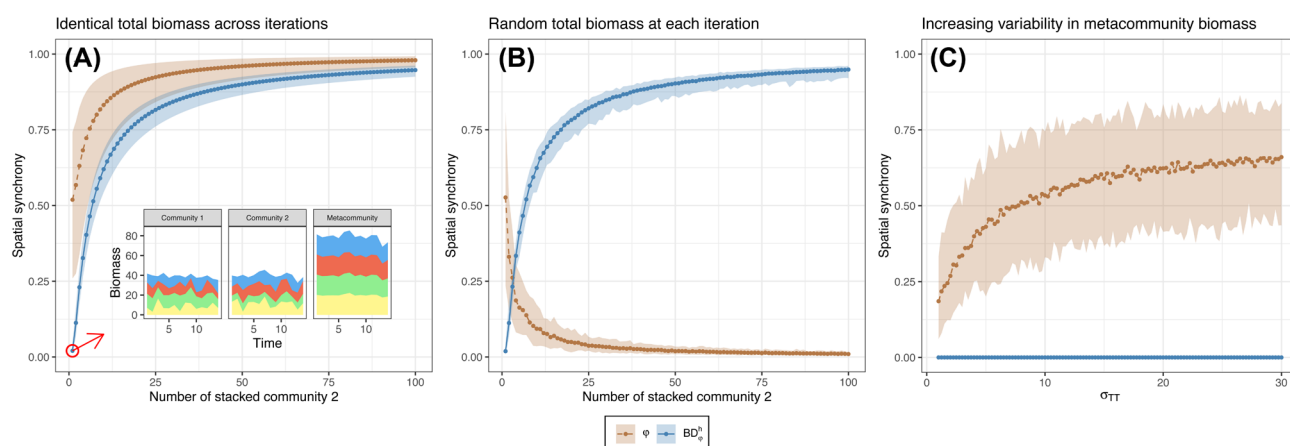 Identical total biomass across iterations
(A)
Spatial synchrony
1.00
0.75
0.50
0.25
0.00
Community 1
Community 2
Metacommunity
Biomass
80
60
40
20
0
5
10
5
10
5
10
Time
0
25
50
75
100
Number of stacked community 2
Random total biomass at each iteration
(B)
Spatial synchrony
1.00
0.75
0.50
0.25
0.00
0
25
50
75
100
Number of stacked community 2
Increasing variability in metacommunity biomass
(C)
Spatial synchrony
1.00
0.75
0.50
0.25
0.00
0
10
20
30
σTT
φ
BDφh